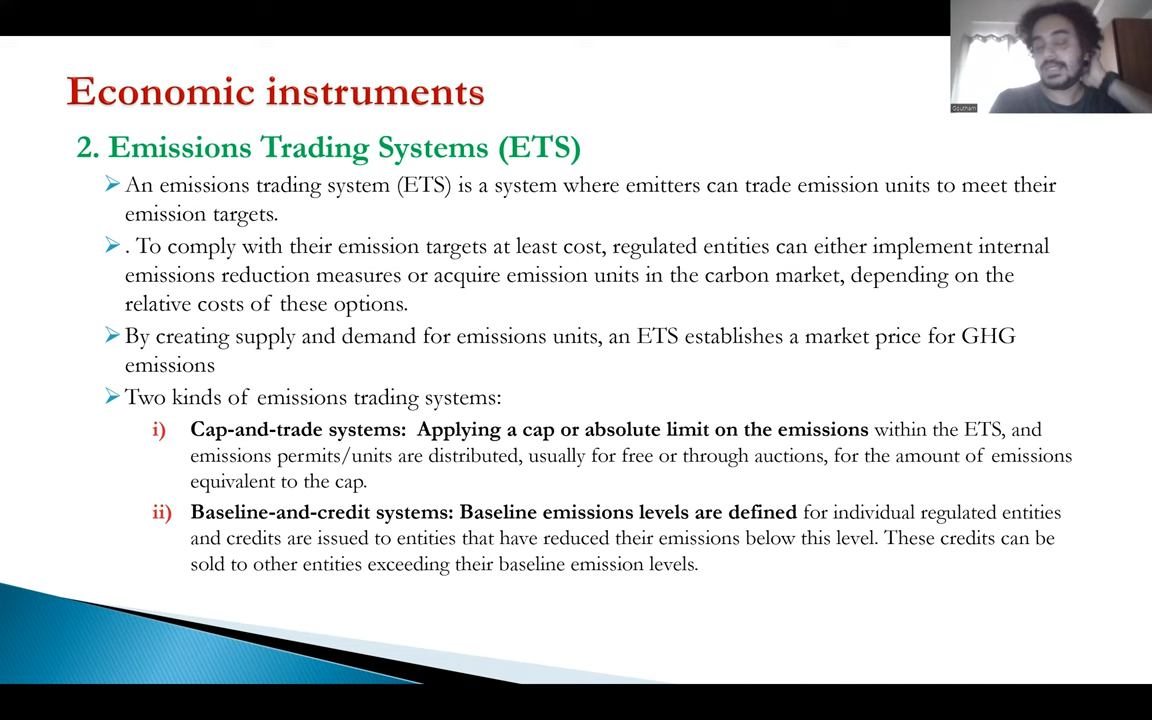 Economic instruments
2. Emissions Trading Systems (ETS)
An emissions trading system (ETS) is a system where emitters can trade emission units to meet their
emission targets.
. To comply with their emission targets at least cost, regulated entities can either implement internal
emissions reduction measures or acquire emission units in the carbon market, depending on the
relative costs of these options.
By creating supply and demand for emissions units, an ETS establishes a market price for GHG
emissions
Two kinds of emissions trading systems:
i) Cap-and-trade systems: Applying a cap or absolute limit on the emissions within the ETS, and
emissions permits/units are distributed, usually for free or through auctions, for the amount of emissions
equivalent to the cap.
ii) Baseline-and-credit systems: Baseline emissions levels are defined for individual regulated entities
and credits are issued to entities that have reduced their emissions below this level. These credits can be
sold to other entities exceeding their baseline emission levels.
Goutham